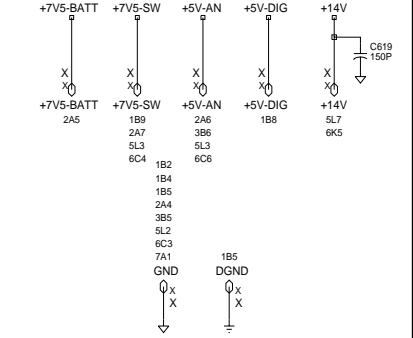 +7V5-BATT +7V5-SW +5V-AN +5V-DIG +14V
C619
150P
X X X X X
X X X X X
+7V5-BATT +7V5-SW +5V-AN +5V-DIG +14V
2A5 1B9 2A6 1B8 5L7
2A7 3B6 6K5
5L3 5L3
6C4 6C6
1B2
1B4
1B5
2A4
3B5
5L2
6C3
7A1 1B5
GND DGND
X X
X X